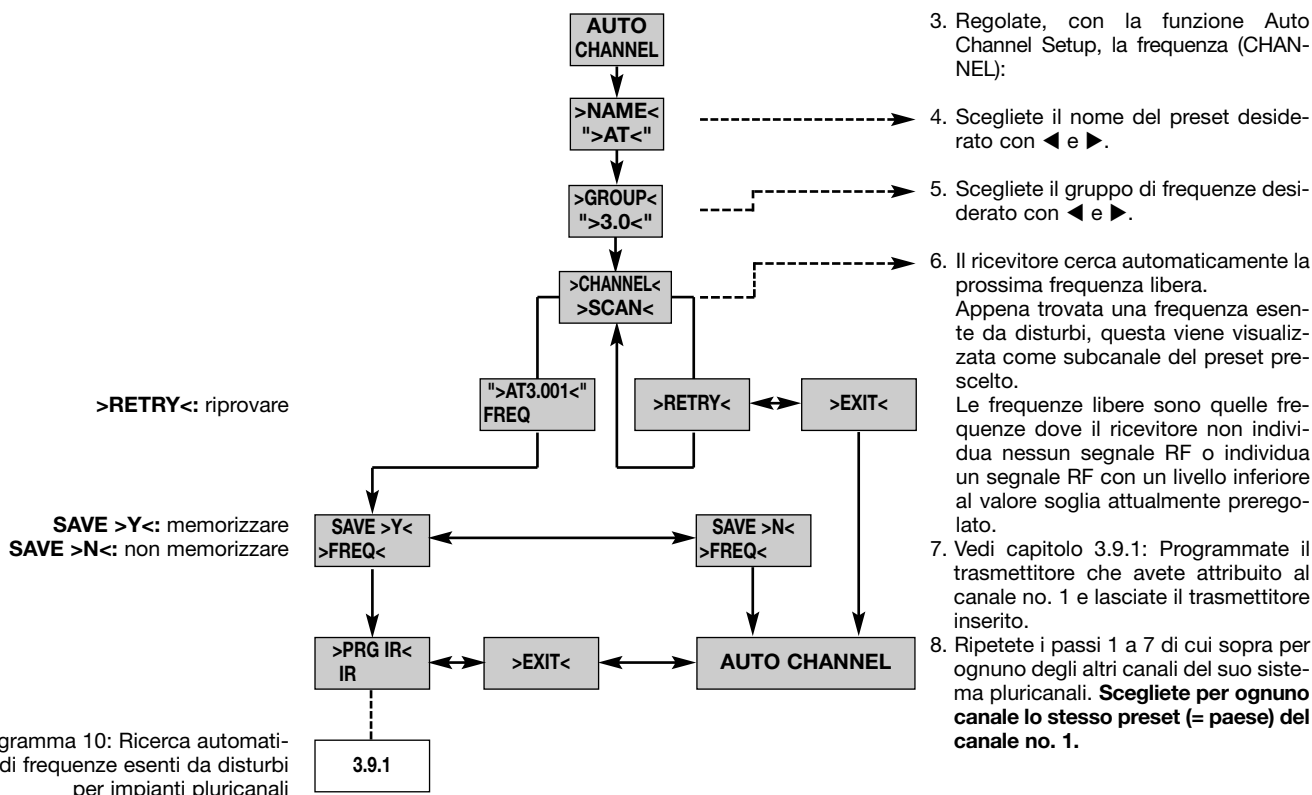 AUTO
CHANNEL
>NAME<
">AT<"
>GROUP<
">3.0<"
>CHANNEL<
>SCAN<
">AT3.001<"
FREQ
>RETRY<
>EXIT<
>RETRY<: riprovare
SAVE >Y<: memorizzare
SAVE >N<: non memorizzare
SAVE >Y<
>FREQ<
SAVE >N<
>FREQ<
>PRG IR<
IR
>EXIT<
AUTO CHANNEL
3.9.1
gramma 10: Ricerca automati-
di frequenze esenti da disturbi
per impianti pluricanali
3. Regolate, con la funzione Auto
Channel Setup, la frequenza (CHAN-
NEL):
4. Scegliete il nome del preset deside-
rato con ◀ e ▶.
5. Scegliete il gruppo di frequenze desi-
derato con ◀ e ▶.
6. Il ricevitore cerca automaticamente la
prossima frequenza libera.
Appena trovata una frequenza esen-
te da disturbi, questa viene visualiz-
zata come subcanale del preset pre-
scelto.
Le frequenze libere sono quelle fre-
quenze dove il ricevitore non indivi-
dua nessun segnale RF o individua
un segnale RF con un livello inferiore
al valore soglia attualmente prerego-
lato.
7. Vedi capitolo 3.9.1: Programmate il
trasmettitore che avete attribuito al
canale no. 1 e lasciate il trasmettitore
inserito.
8. Ripetete i passi 1 a 7 di cui sopra per
ognuno degli altri canali del suo siste-
ma pluricanali. Scegliete per ognuno
canale lo stesso preset (= paese) del
canale no. 1.